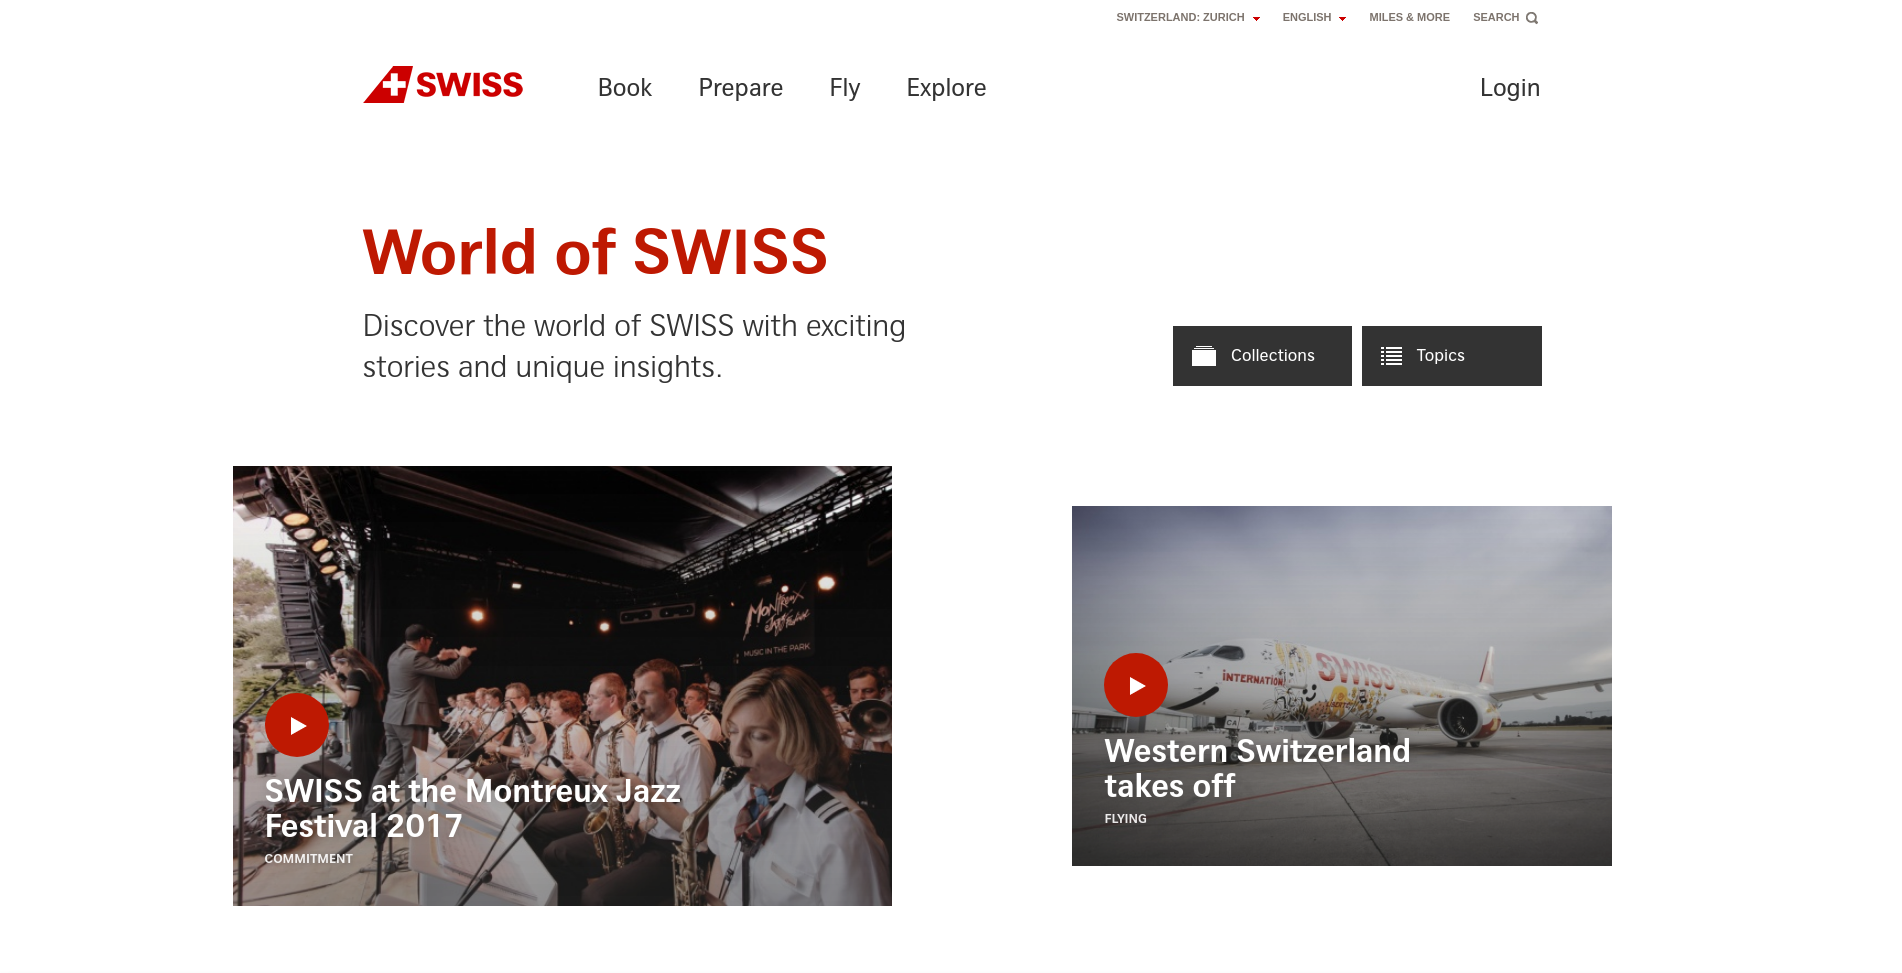 SWITZERLAND: ZURICH
ENGLISH
MILES & MORE
SEARCH
SWISS
Book
Prepare
Fly
Explore
Login
World of SWISS
Discover the world of SWISS with exciting
stories and unique insights.
Collections
Topics
MONTREUX
JAZZ
Festival
MUSIC IN THE PARK
SWISS at the Montreux Jazz
Festival 2017
COMMITMENT
INTERNATIONAL
SWISS
Western Switzerland
takes off
FLYING